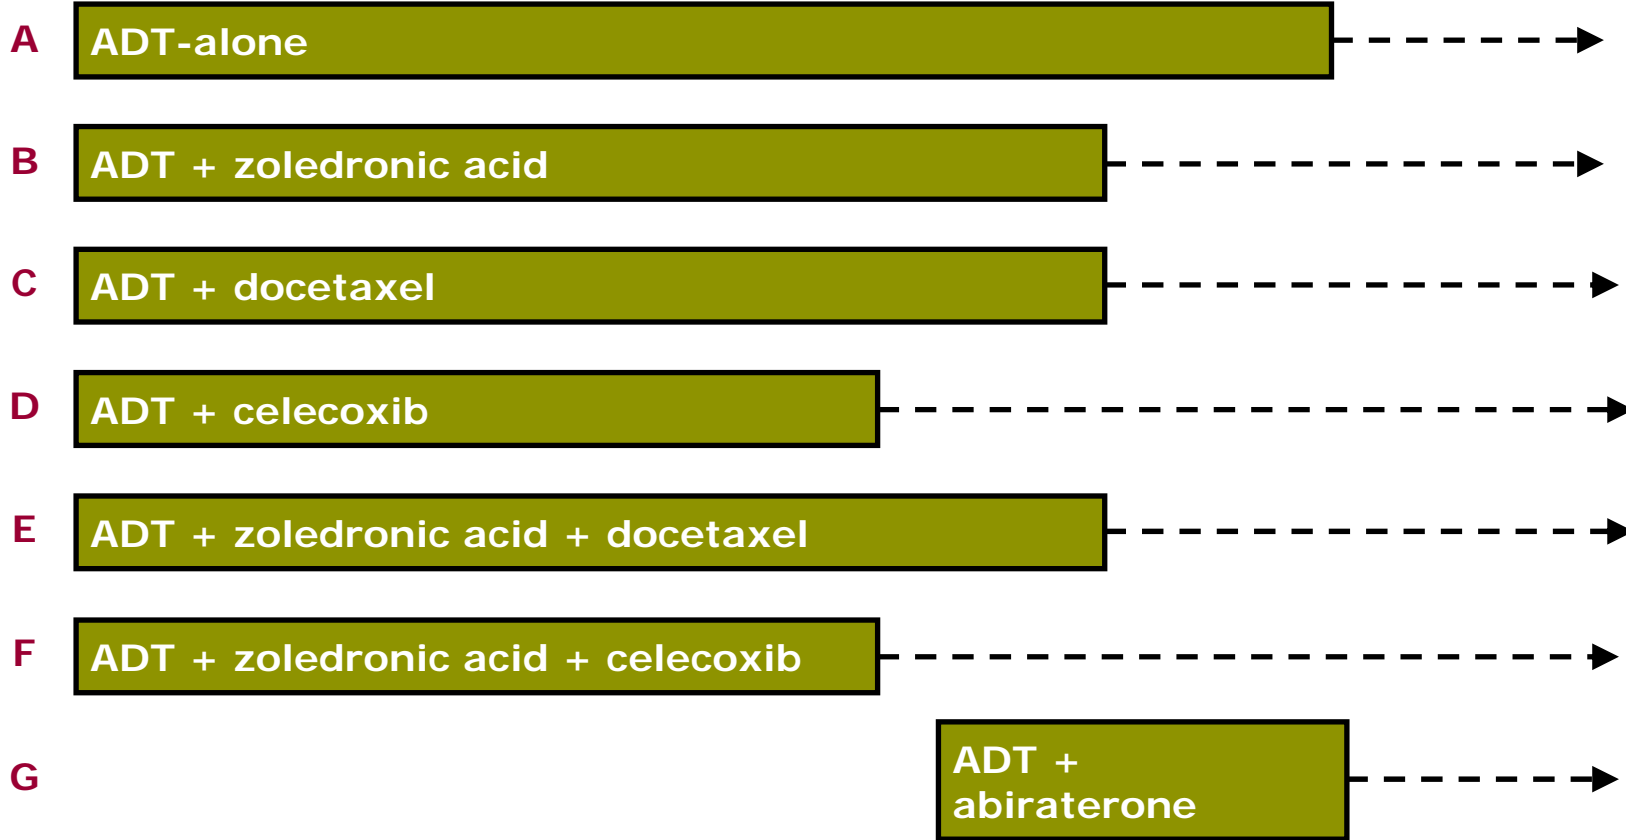 A ADT-alone
B ADT + zoledronic acid
C ADT + docetaxel
D ADT + celecoxib
E ADT + zoledronic acid + docetaxel
F ADT + zoledronic acid + celecoxib
G ADT +
abiraterone